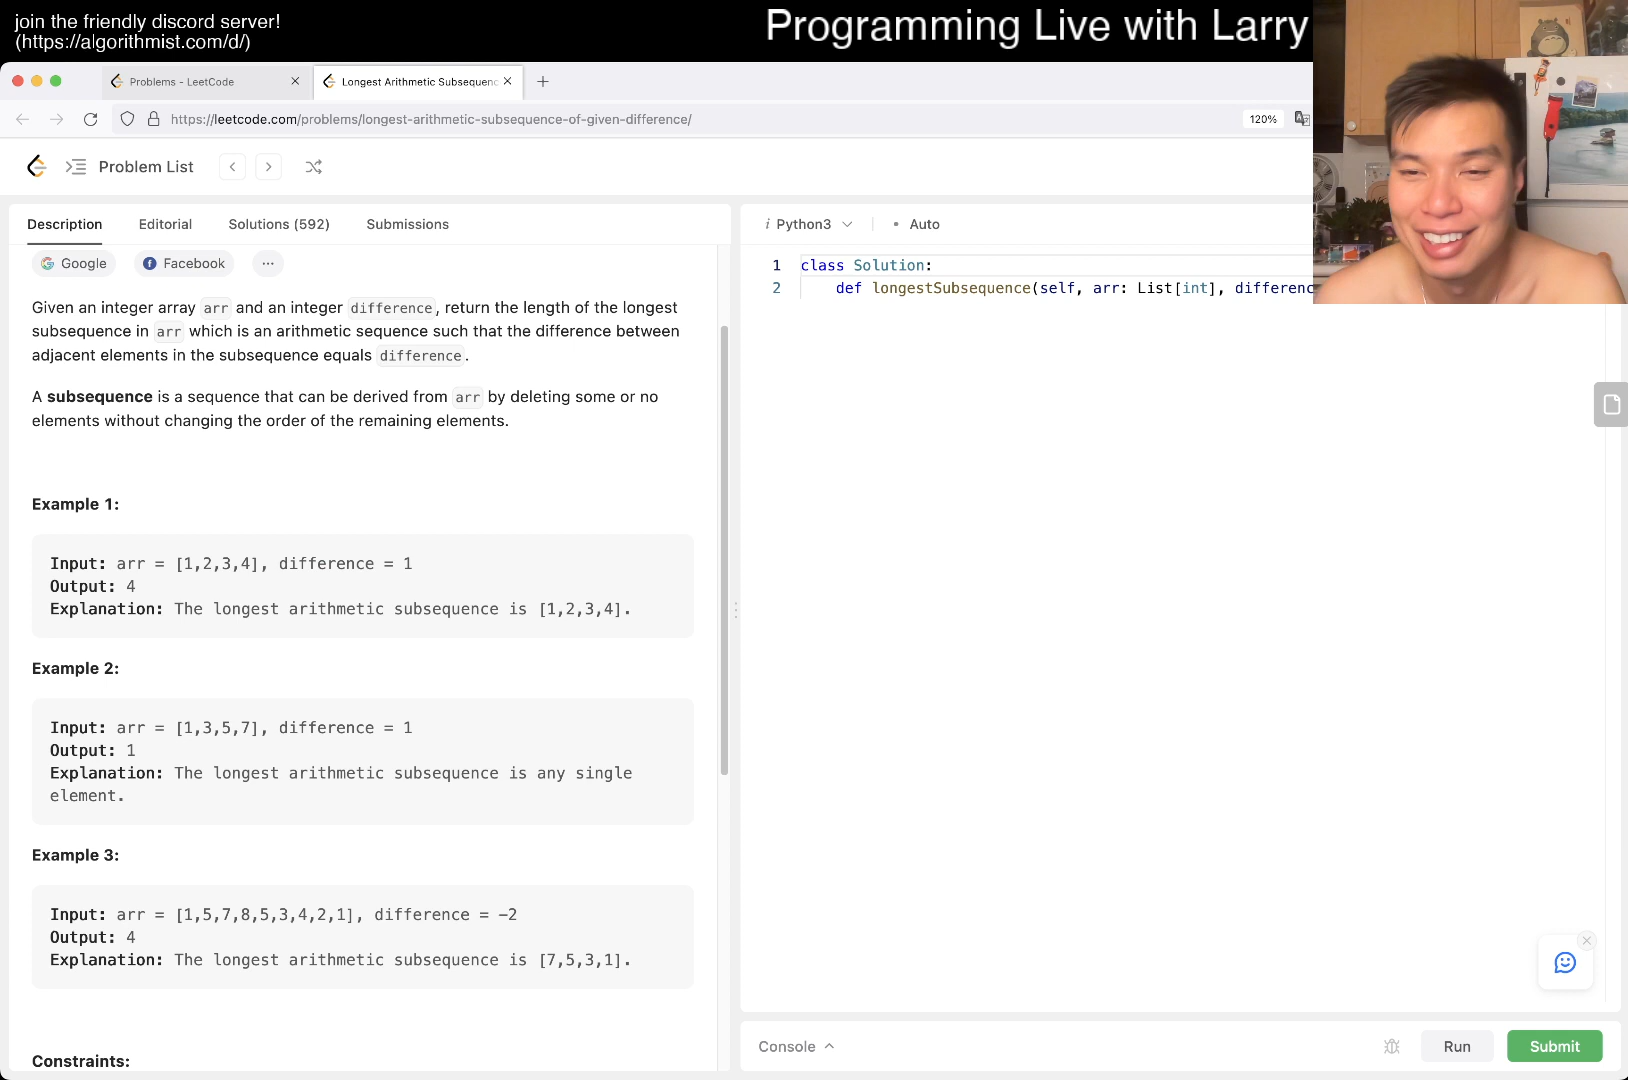 join the friendly discord server!
(https://algorithmist.com/d/)
Programming Live with Larry
Problems - LeetCode
Longest Arithmetic Subsequenc
https://leetcode.com/problems/longest-arithmetic-subsequence-of-given-difference/
120%
Problem List
Description
Editorial
Solutions (592)
Submissions
Google
Facebook
...
Given an integer array arr and an integer difference, return the length of the longest
subsequence in arr which is an arithmetic sequence such that the difference between
adjacent elements in the subsequence equals difference.
A subsequence is a sequence that can be derived from arr by deleting some or no
elements without changing the order of the remaining elements.
Example 1:
Input: arr = [1,2,3,4], difference = 1
Output: 4
Explanation: The longest arithmetic subsequence is [1,2,3,4].
Example 2:
Input: arr = [1,3,5,7], difference = 1
Output: 1
Explanation: The longest arithmetic subsequence is any single
element.
Example 3:
Input: arr = [1,5,7,8,5,3,4,2,1], difference = -2
Output: 4
Explanation: The longest arithmetic subsequence is [7,5,3,1].
Constraints:
i Python3
• Auto
1 class Solution:
2 def longestSubsequence(self, arr: List[int], differenc
Console
Run
Submit